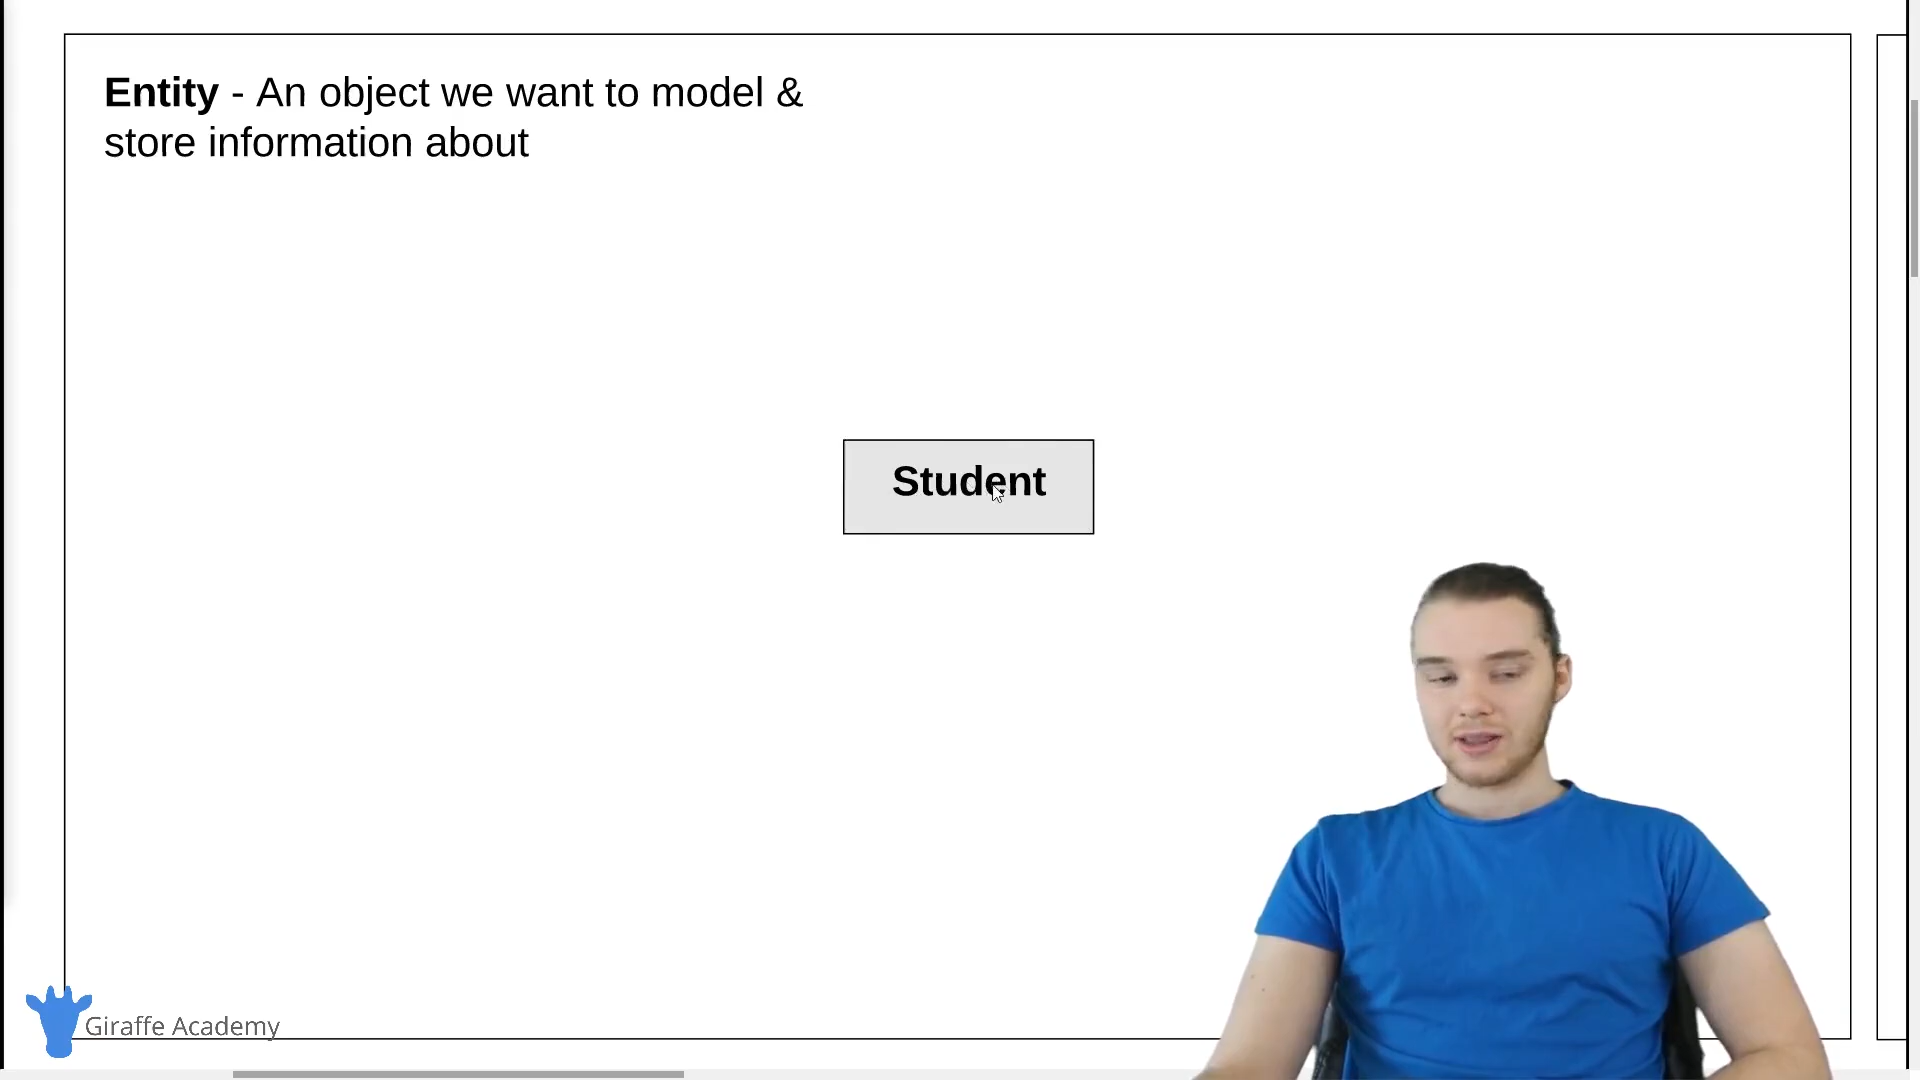 Entity - An object we want to model &
store information about
Student
Giraffe Academy